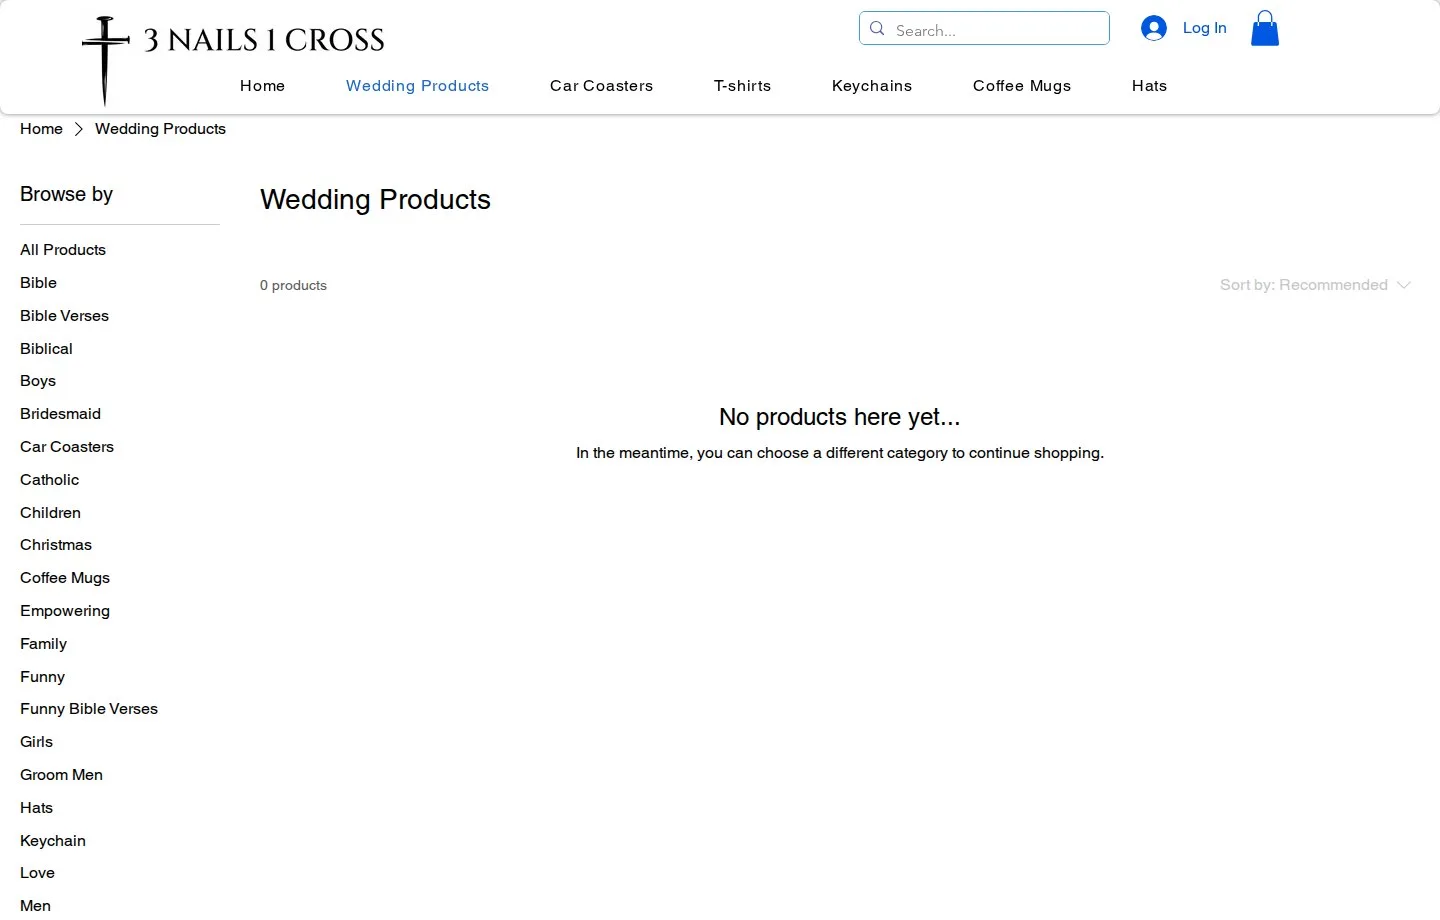 3 NAILS 1 CROSS
Search...
Log In
Home
Wedding Products
Car Coasters
T-shirts
Keychains
Coffee Mugs
Hats
Home > Wedding Products
Browse by
All Products
Bible
Bible Verses
Biblical
Boys
Bridesmaid
Car Coasters
Catholic
Children
Christmas
Coffee Mugs
Empowering
Family
Funny
Funny Bible Verses
Girls
Groom Men
Hats
Keychain
Love
Men
Wedding Products
0 products
Sort by: Recommended
No products here yet...
In the meantime, you can choose a different category to continue shopping.